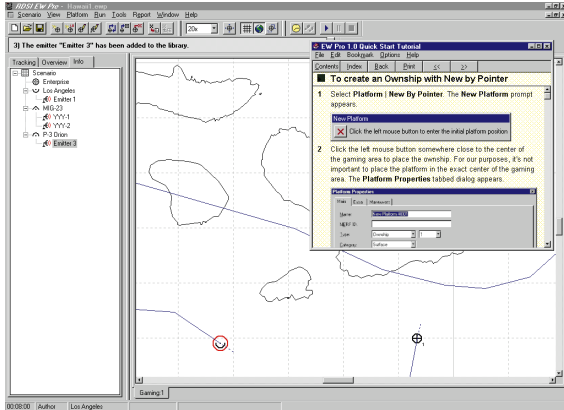 RDSI EW Pro - Hawaii.ewp
Scenario View Platform Run Tools Report Window Help
20x
3) The emitter "Emitter 3" has been added to the library.
Tracking Overview Info
Scenario
Enterprise
Los Angeles
Emitter 1
MIG-23
YYY-1
YYY-2
P-3 Orion
Emitter 3
EW Pro 1.0 Quick Start Tutorial
File Edit Bookmark Options Help
Contents Index Back Print << >>
To create an Ownship with New by Pointer
1 Select Platform | New By Pointer. The New Platform prompt
appears.
New Platform
Click the left mouse button to enter the initial platform position
2 Click the left mouse button somewhere close to the center of
the gaming area to place the ownship. For our purposes, it's not
important to place the platform in the exact center of the gaming
area. The Platform Properties tabbed dialog appears.
Platform Properties
Main Emire Maneuvers
Name:
Type: Ownship 1
Category: Surface
1
Gaming:1
00:08:00 Author Los Angeles